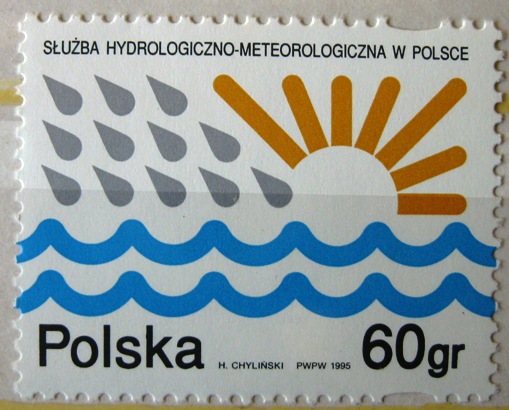 SŁUŻBA HYDROLOGICZNO-METEOROLOGICZNA W POLSCE
Polska H. CHYLIŃSKI PWPW 1995 60gr